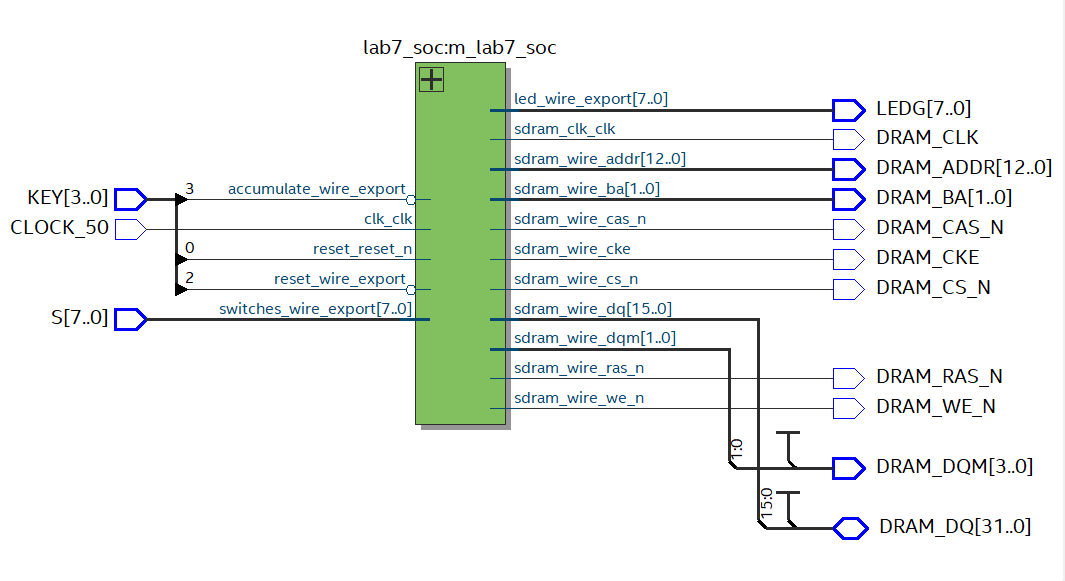 lab7_soc:m_lab7_soc
led_wire_export[7..0] LEDG[7..0]
sdram_clk_clk DRAM_CLK
sdram_wire_addr[12..0] DRAM_ADDR[12..0]
KEY[3..0] 3 accumulate_wire_export sdram_wire_ba[1..0] DRAM_BA[1..0]
CLOCK_50 clk_clk sdram_wire_cas_n DRAM_CAS_N
0 reset_reset_n sdram_wire_cke DRAM_CKE
2 reset_wire_export sdram_wire_cs_n DRAM_CS_N
S[7..0] switches_wire_export[7..0] sdram_wire_dq[15..0]
sdram_wire_dqm[1..0]
sdram_wire_ras_n DRAM_RAS_N
sdram_wire_we_n DRAM_WE_N
1:0 DRAM_DQM[3..0]
15:0 DRAM_DQ[31..0]